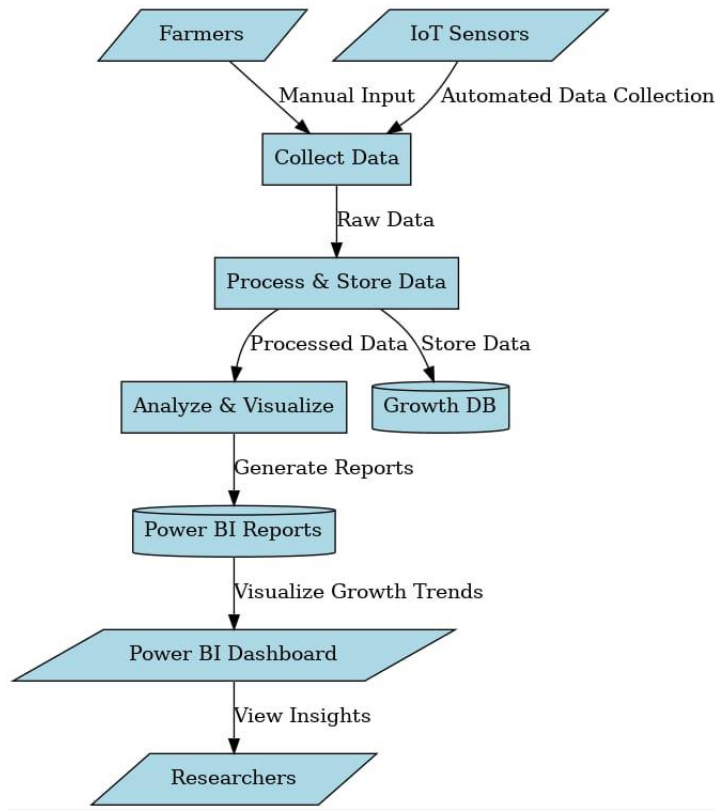 Farmers
IoT Sensors
Manual Input
Automated Data Collection
Collect Data
Raw Data
Process & Store Data
Processed Data
Store Data
Analyze & Visualize
Growth DB
Generate Reports
Power BI Reports
Visualize Growth Trends
Power BI Dashboard
View Insights
Researchers